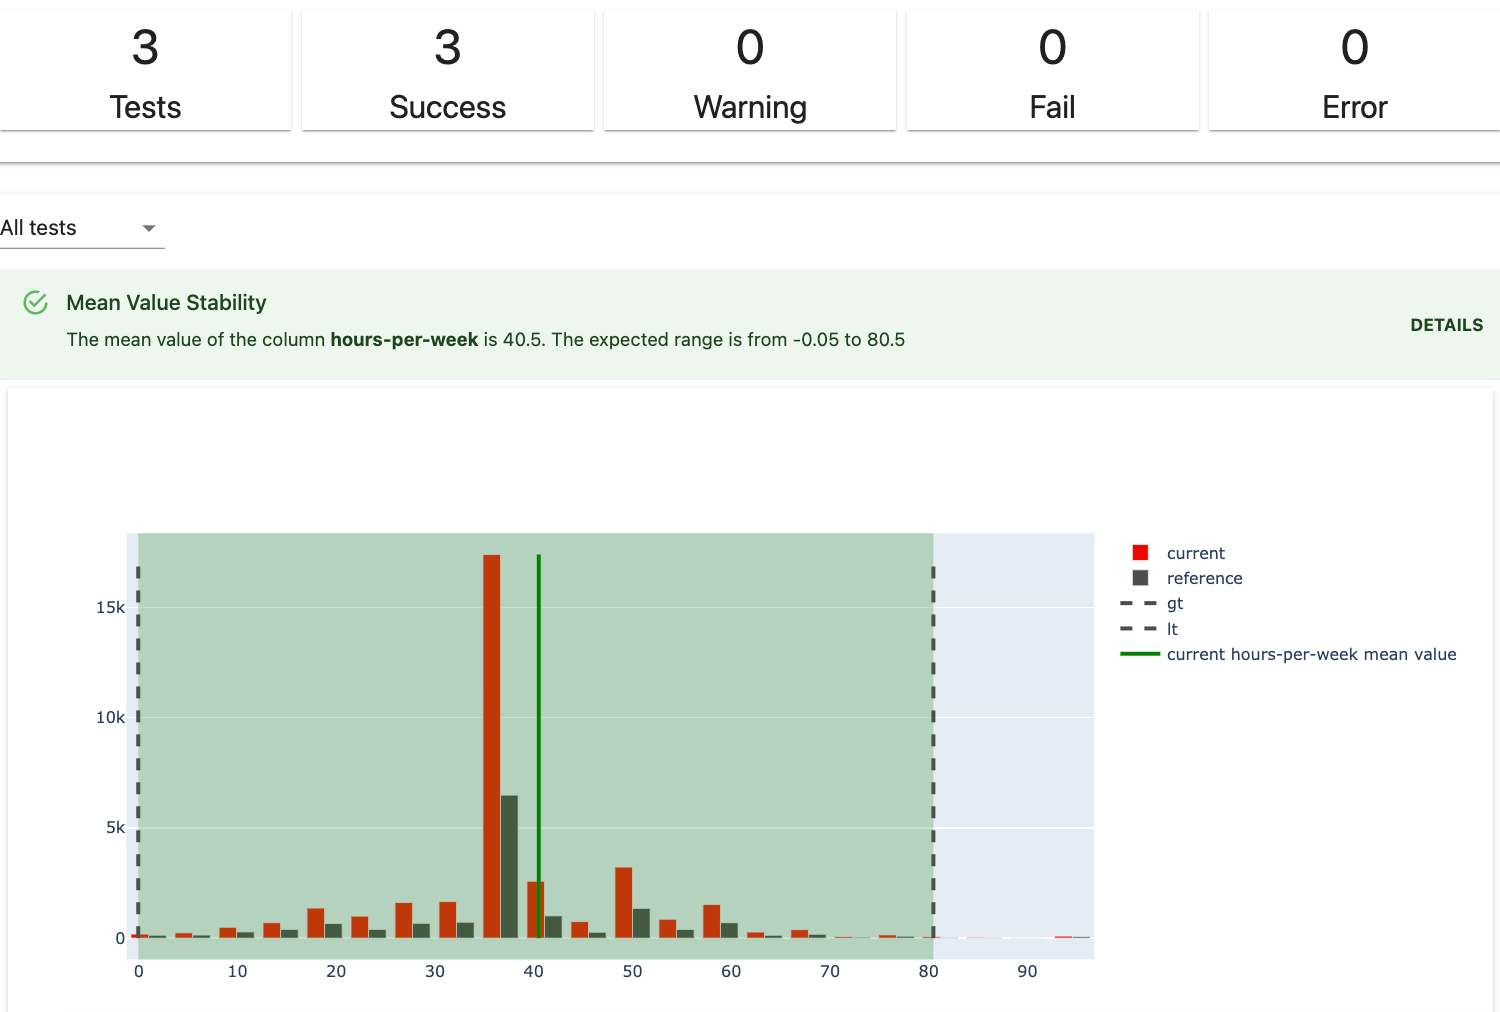 3 3 0 0 0
Tests Success Warning Fail Error
All tests
Mean Value Stability
The mean value of the column hours-per-week is 40.5. The expected range is from -0.05 to 80.5
DETAILS
current
reference
gt
lt
current hours-per-week mean value
15k
10k
5k
0
0 10 20 30 40 50 60 70 80 90